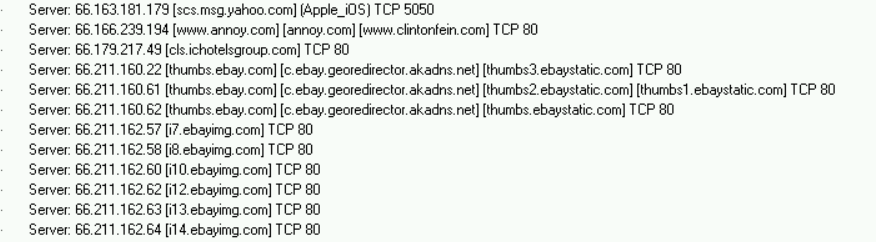 Server: 66.163.181.179 [scs.msg.yahoo.com] (Apple_iOS) TCP 5050
Server: 66.166.239.194 [www.annoy.com] [annoy.com] [www.clintonfein.com] TCP 80
Server: 66.179.217.49 [cls.ichotelsgroup.com] TCP 80
Server: 66.211.160.22 [thumbs.ebay.com] [c.ebay.georedirector.akadns.net] [thumbs3.ebaystatic.com] TCP 80
Server: 66.211.160.61 [thumbs.ebay.com] [c.ebay.georedirector.akadns.net] [thumbs2.ebaystatic.com] [thumbs1.ebaystatic.com] TCP 80
Server: 66.211.160.62 [thumbs.ebay.com] [c.ebay.georedirector.akadns.net] [thumbs.ebaystatic.com] TCP 80
Server: 66.211.162.57 [i7.ebayimg.com] TCP 80
Server: 66.211.162.58 [i8.ebayimg.com] TCP 80
Server: 66.211.162.60 [i10.ebayimg.com] TCP 80
Server: 66.211.162.62 [i12.ebayimg.com] TCP 80
Server: 66.211.162.63 [i13.ebayimg.com] TCP 80
Server: 66.211.162.64 [i14.ebayimg.com] TCP 80